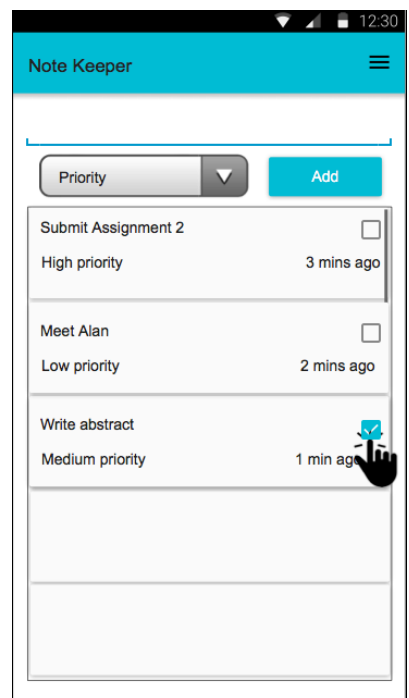 12:30
Note Keeper
Priority
Add
Submit Assignment 2
High priority 3 mins ago
Meet Alan
Low priority 2 mins ago
Write abstract
Medium priority 1 min ago